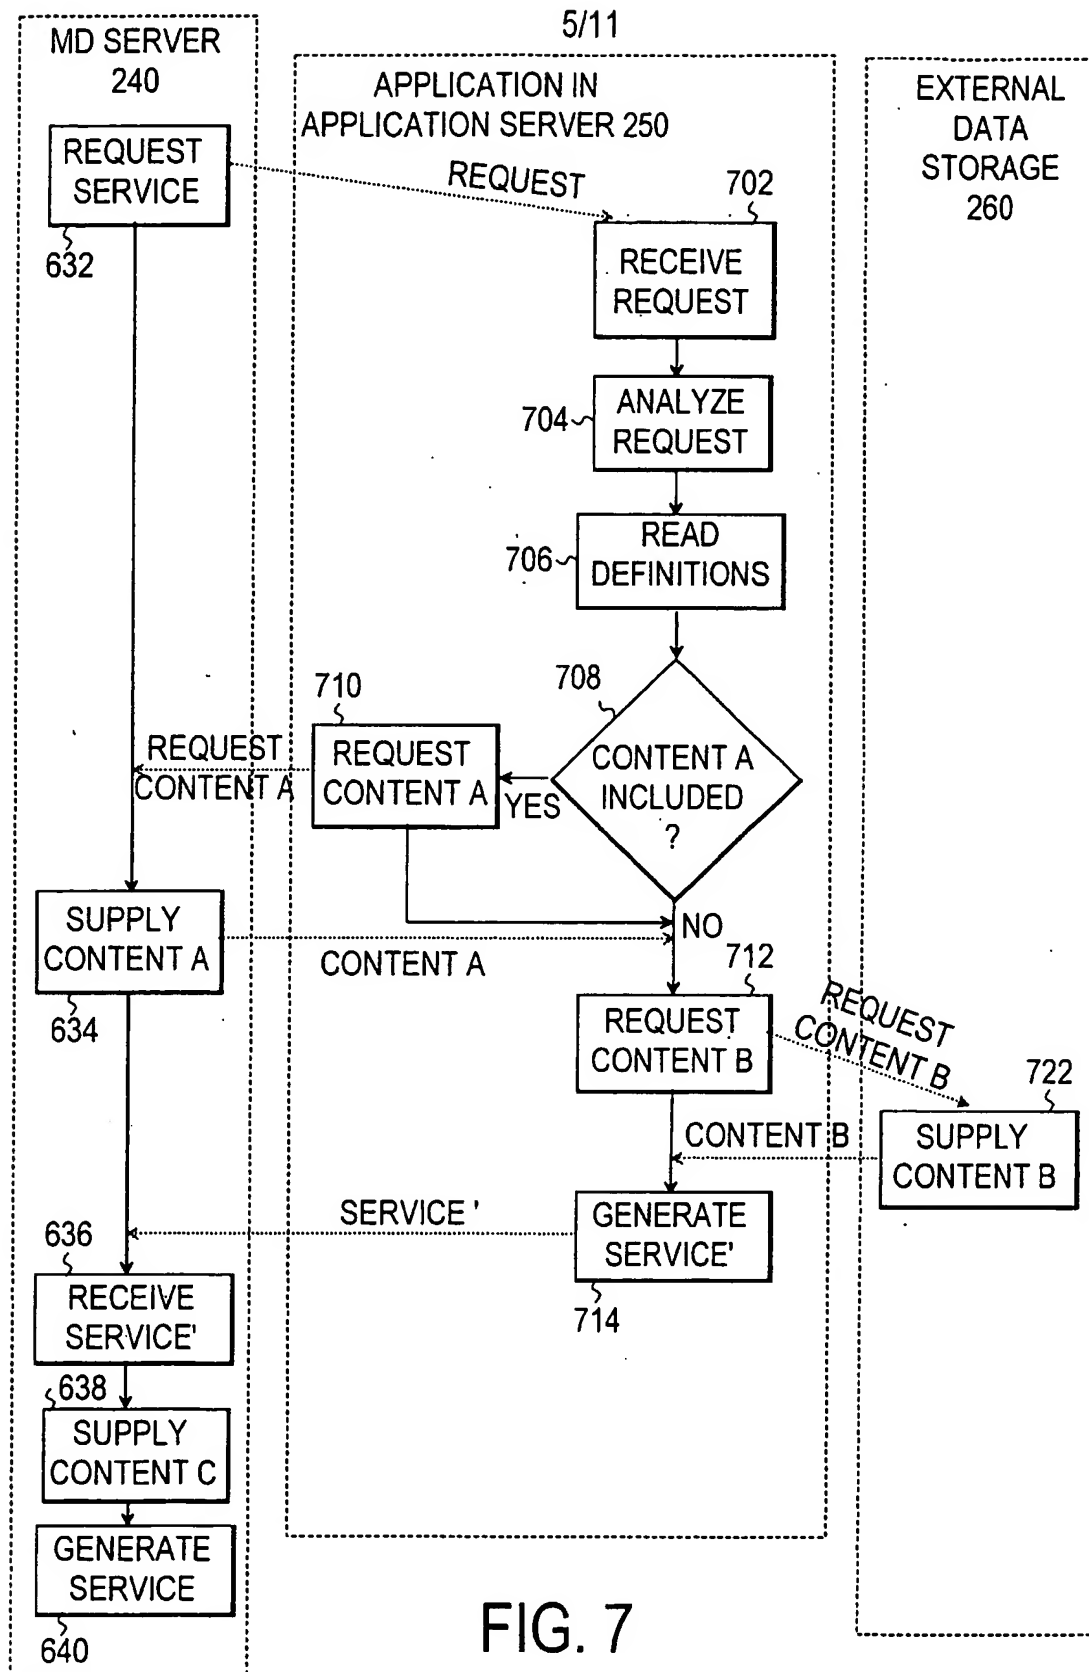 5/11
MD SERVER
240
APPLICATION IN
APPLICATION SERVER 250
EXTERNAL
DATA
STORAGE
260
REQUEST
SERVICE
632
REQUEST
702
RECEIVE
REQUEST
704
ANALYZE
REQUEST
706
READ
DEFINITIONS
708
CONTENT A
INCLUDED
?
YES
NO
710
REQUEST
CONTENT A
REQUEST
CONTENT A
SUPPLY
CONTENT A
634
CONTENT A
712
REQUEST
CONTENT B
REQUEST
CONTENT B
722
SUPPLY
CONTENT B
CONTENT B
GENERATE
SERVICE'
714
SERVICE '
636
RECEIVE
SERVICE'
638
SUPPLY
CONTENT C
GENERATE
SERVICE
640
FIG. 7